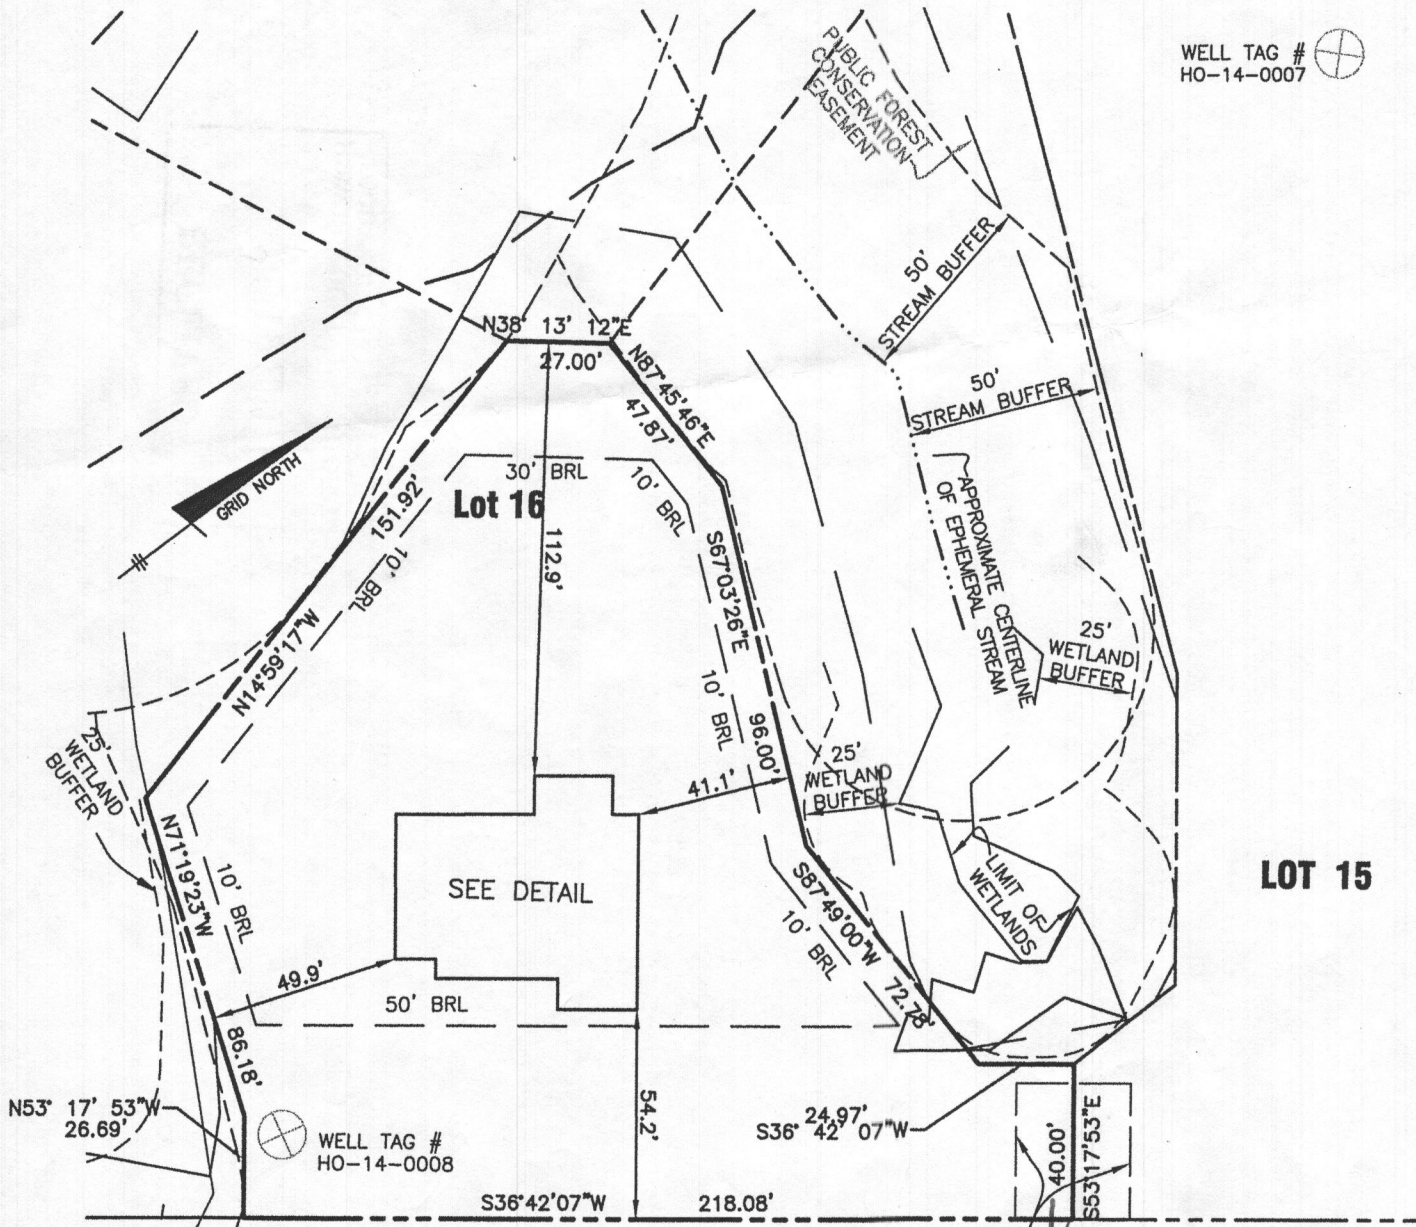 WELL TAG #
HO-14-0007
PUBLIC FOREST
CONSERVATION
EASEMENT
50'
STREAM BUFFER
N38° 13' 12"E
27.00'
N87°45'46"E
47.87'
50'
STREAM BUFFER
GRID NORTH
30' BRL
10' BRL
Lot 16
151.92'
10' BRL
112.9'
S67°03'26"E
APPROXIMATE CENTERLINE
OF EPHEMERAL STREAM
25'
WETLAND
BUFFER
N14°59'17"W
10' BRL
96.00'
25'
WETLAND
BUFFER
25'
WETLAND
BUFFER
41.1'
N71°19'23"W
10' BRL
SEE DETAIL
S87°49'00"W
10' BRL
LIMIT OF
WETLANDS
LOT 15
49.9'
50' BRL
72.78'
86.18'
N53° 17' 53"W
26.69'
WELL TAG #
HO-14-0008
54.2'
24.97'
S36° 42' 07"W
40.00'
S53°17'53"E
S36°42'07"W
218.08'